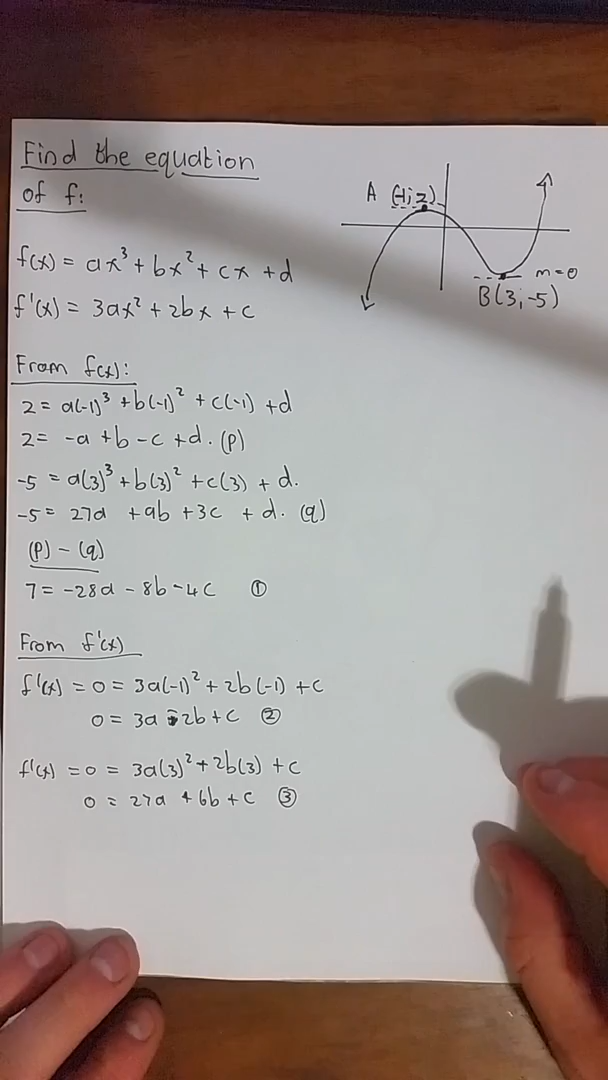 Find the equation
of f:
A (-1;2)
m=0
B(3;-5)
f(x) = ax³ + bx² + cx + d
f'(x) = 3ax² + 2bx + c
From f(x):
2 = a(-1)³ + b(-1)² + c(-1) + d
2 = -a + b - c + d. (p)
-5 = a(3)³ + b(3)² + c(3) + d.
-5 = 27a + 9b + 3c + d. (q)
(p) - (q)
7 = -28a - 8b - 4c ①
From f'(x)
f'(x) = 0 = 3a(-1)² + 2b(-1) + c
0 = 3a - 2b + c ②
f'(x) = 0 = 3a(3)² + 2b(3) + c
0 = 27a + 6b + c ③